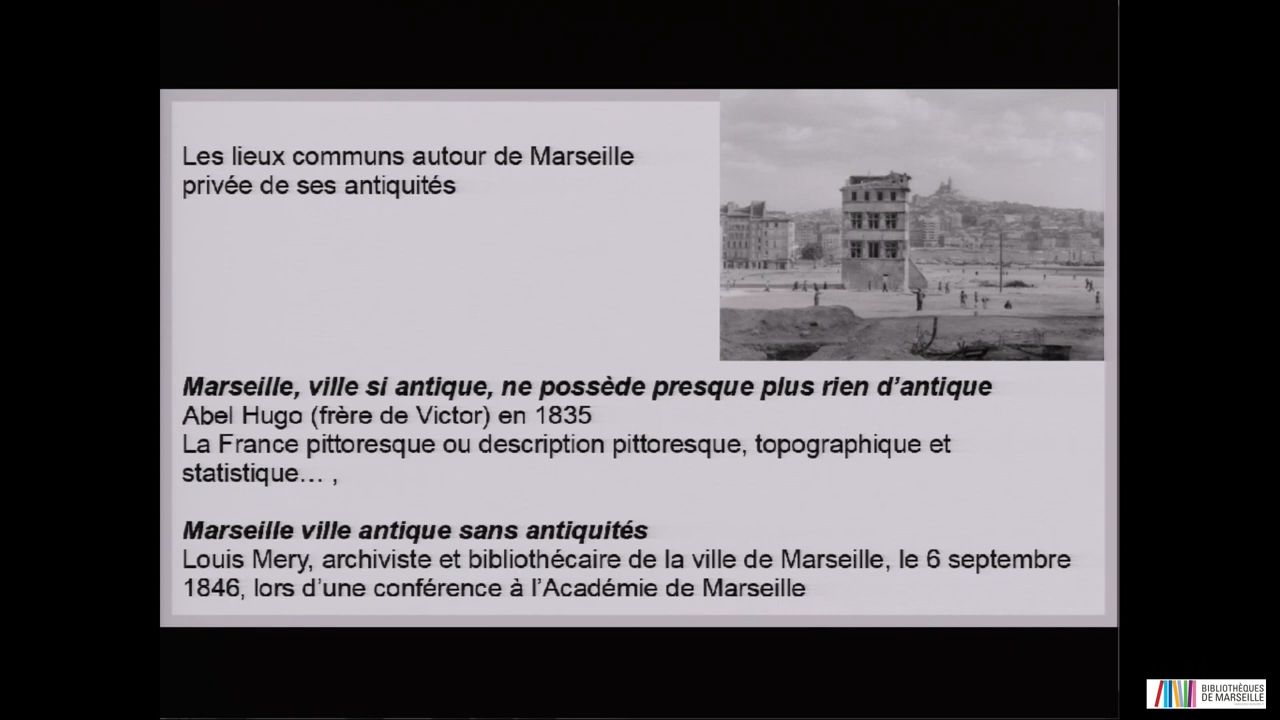 Les lieux communs autour de Marseille
privée de ses antiquités
Marseille, ville si antique, ne possède presque plus rien d’antique
Abel Hugo (frère de Victor) en 1835
La France pittoresque ou description pittoresque, topographique et
statistique… ,
Marseille ville antique sans antiquités
Louis Mery, archiviste et bibliothécaire de la ville de Marseille, le 6 septembre
1846, lors d’une conférence à l’Académie de Marseille
BIBLIOTHÈQUES
DE MARSEILLE